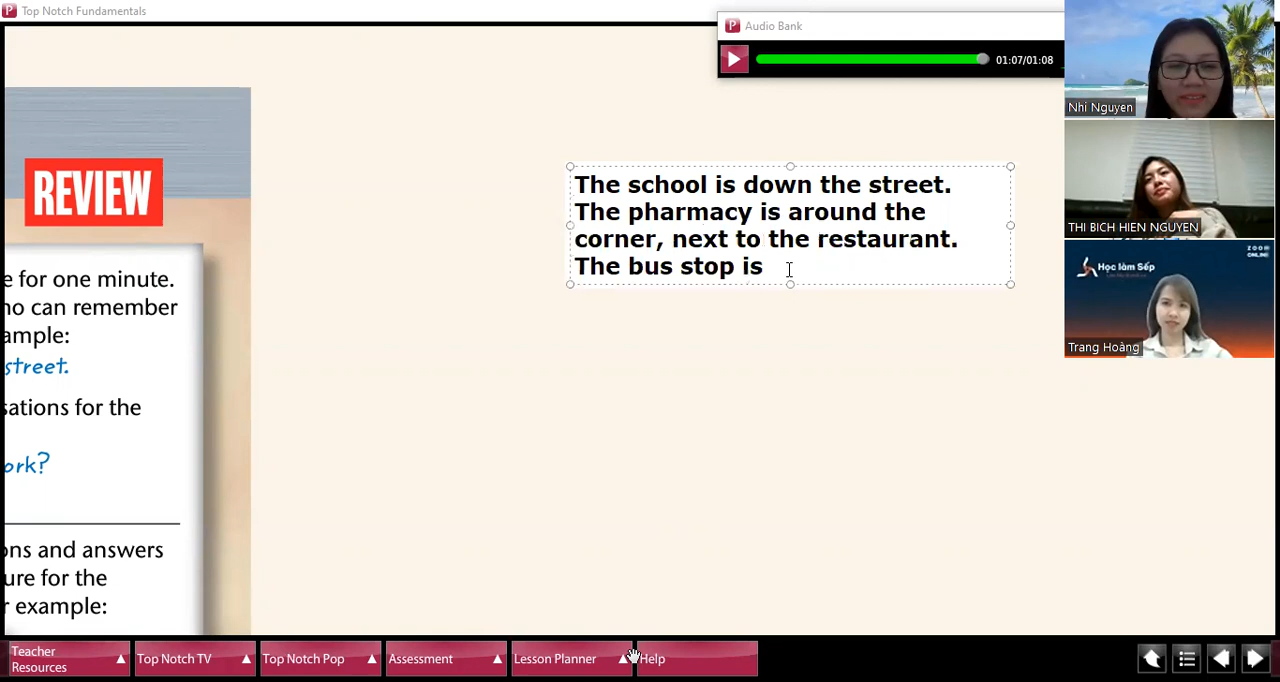 Top Notch Fundamentals
Audio Bank
01:07/01:08
Nhi Nguyen
REVIEW
The school is down the street.
The pharmacy is around the
corner, next to the restaurant.
The bus stop is
THI BICH HIEN NGUYEN
ZOOM
ONLINE
Học làm Sếp
Trang Hoàng
e for one minute.
no can remember
ample:
street.
sations for the
ork?
ons and answers
ure for the
r example:
Teacher
Resources
Top Notch TV
Top Notch Pop
Assessment
Lesson Planner
Help